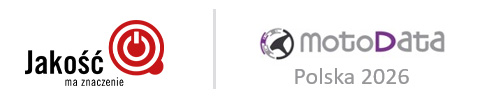 Jakość
ma znaczenie
motoData
Polska 2026